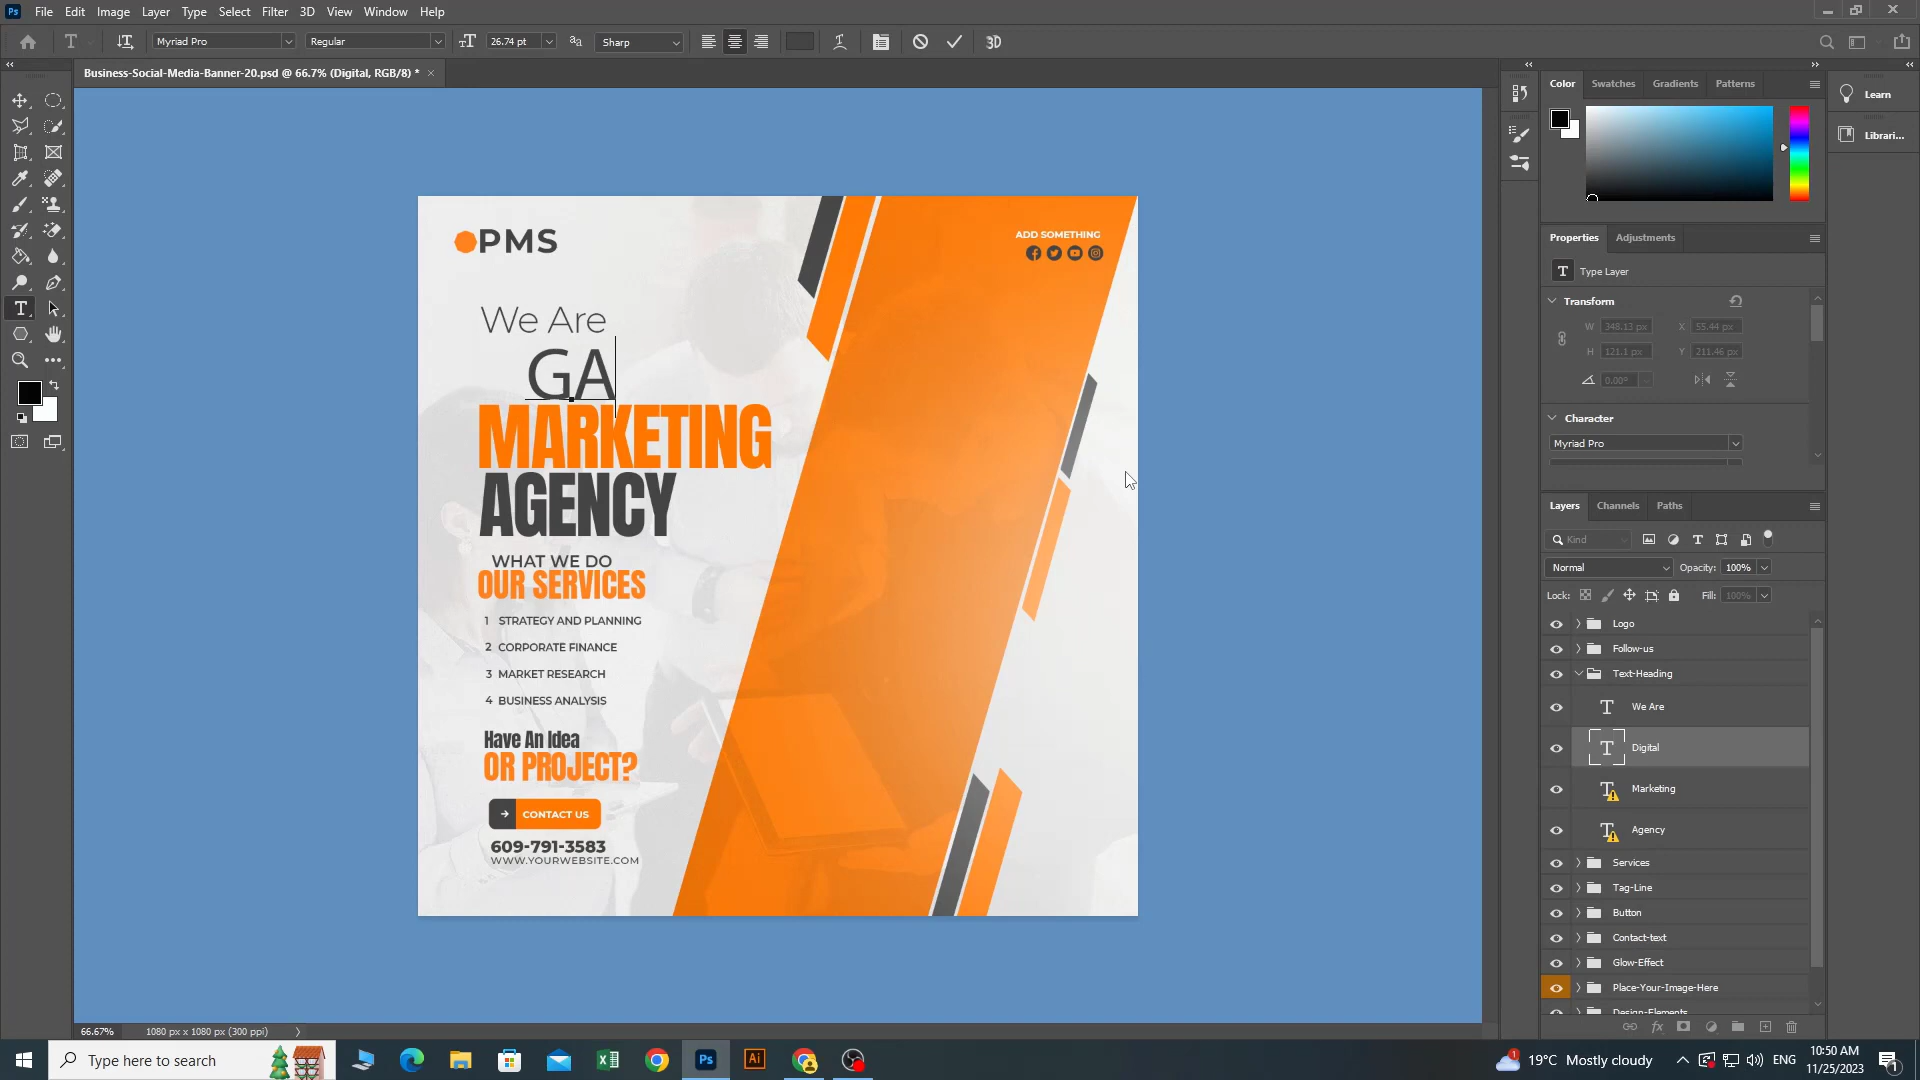 Ps File Edit Image Layer Type Select Filter 3D View Window Help
Myriad Pro Regular 26.74 pt Sharp 3D
Business-Social-Media-Banner-20.psd @ 66.7% (Digital, RGB/8) *
PMS
ADD SOMETHING
We Are
GA
MARKETING
AGENCY
WHAT WE DO
OUR SERVICES
1 STRATEGY AND PLANNING
2 CORPORATE FINANCE
3 MARKET RESEARCH
4 BUSINESS ANALYSIS
Have An Idea
OR PROJECT?
CONTACT US
609-791-3583
WWW.YOURWEBSITE.COM
Color Swatches Gradients Patterns
Learn
Librari...
Properties Adjustments
T Type Layer
Transform
W 348.13 px X 55.44 px
H 121.1 px Y 211.46 px
0.00°
Character
Myriad Pro
Layers Channels Paths
Kind
Normal Opacity: 100%
Lock: Fill: 100%
Logo
Follow-us
Text-Heading
T We Are
T Digital
T Marketing
T Agency
Services
Tag-Line
Button
Contact-text
Glow-Effect
Place-Your-Image-Here
Design-Elements
66.67% 1080 px x 1080 px (300 ppi)
Type here to search
Ps Ai
19°C Mostly cloudy ENG
10:50 AM
11/25/2023